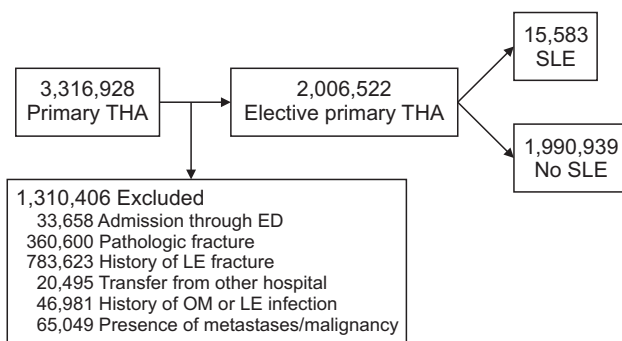 3,316,928
Primary THA
2,006,522
Elective primary THA
15,583
SLE
1,990,939
No SLE
1,310,406 Excluded
33,658 Admission through ED
360,600 Pathologic fracture
783,623 History of LE fracture
20,495 Transfer from other hospital
46,981 History of OM or LE infection
65,049 Presence of metastases/malignancy